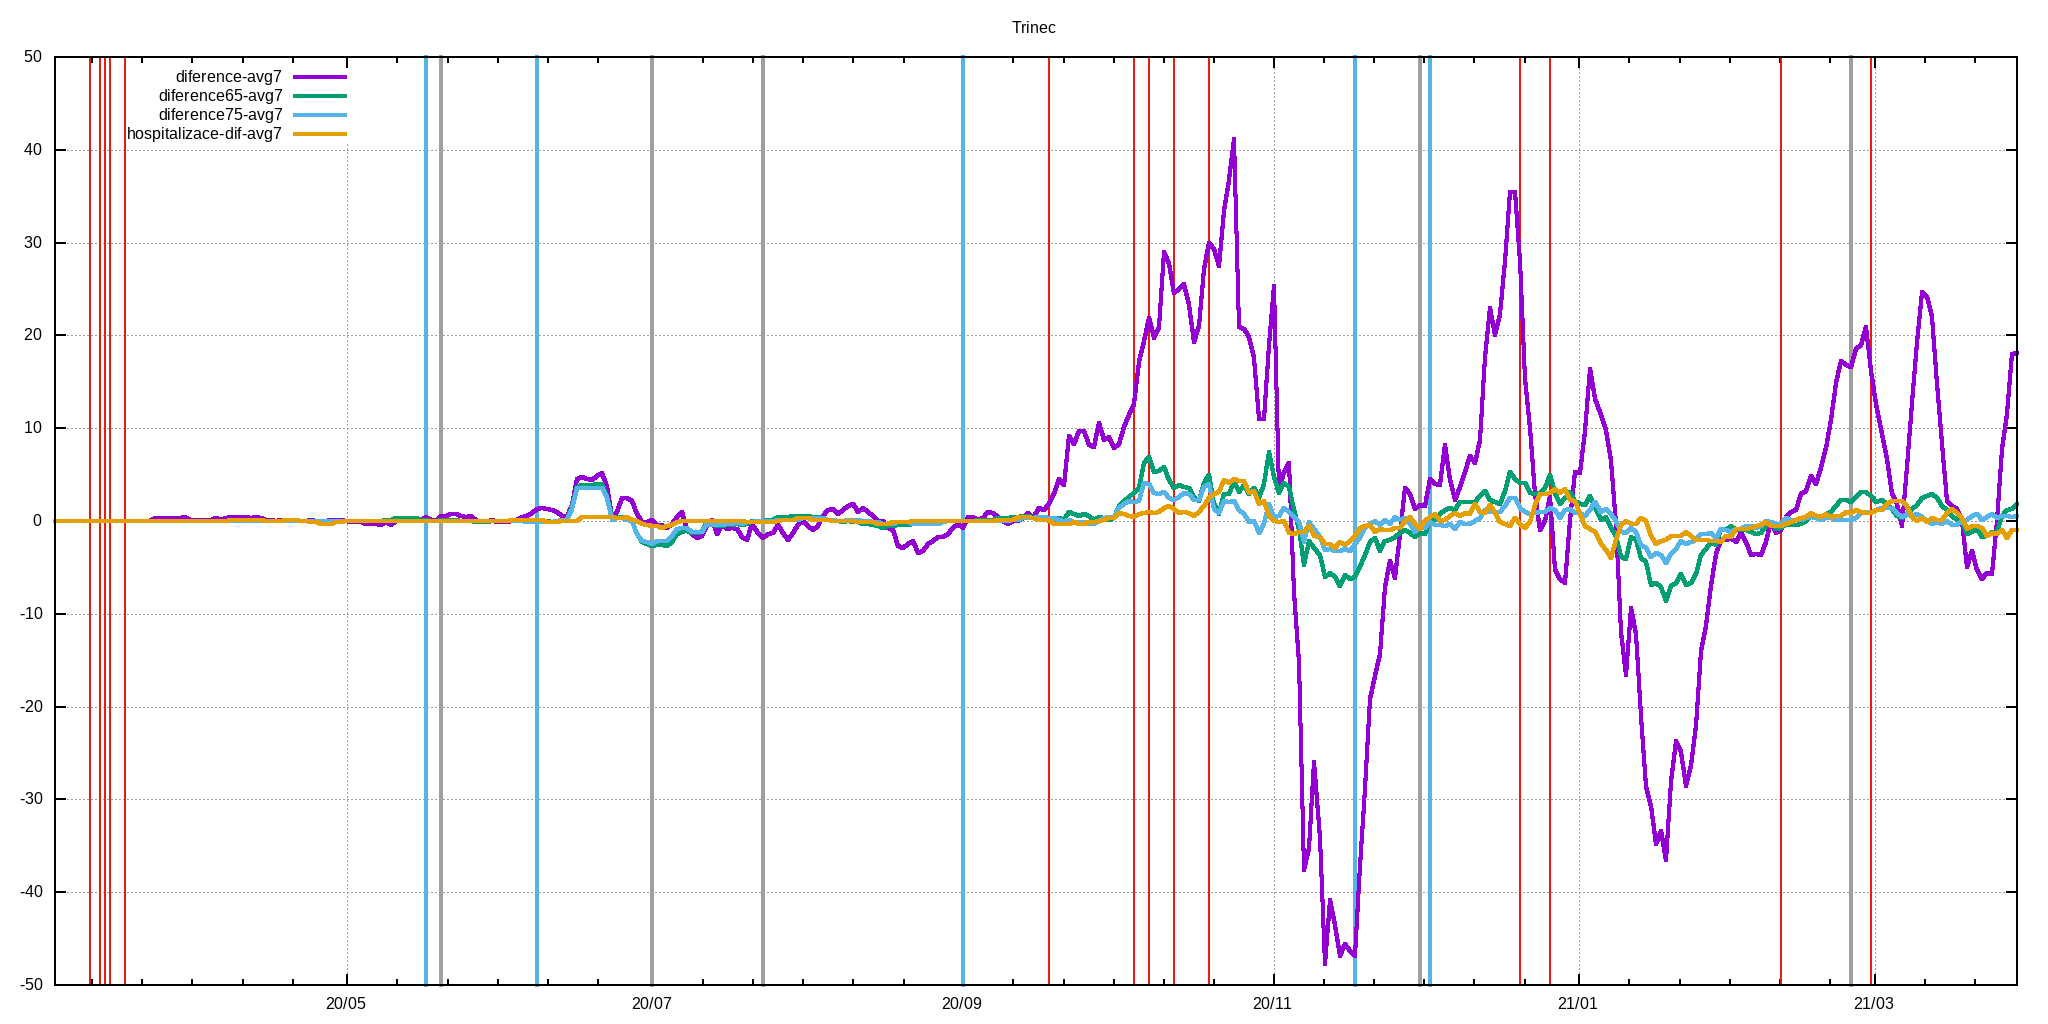 Trinec
50
diference-avg7
diference65-avg7
diference75-avg7
hospitalizace-dif-avg7
40
30
20
10
0
-10
-20
-30
-40
-50
20/05 20/07 20/09 20/11 21/01 21/03